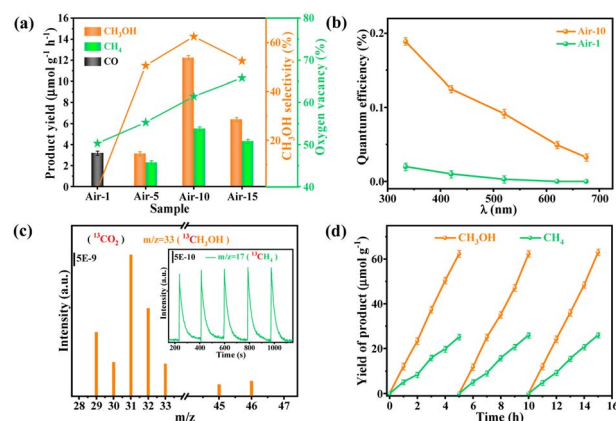 (a)
CH₃OH
CH₄
CO
Product yield (μmol g⁻¹ h⁻¹)
16
14
12
10
8
6
4
2
0
Air-1
Air-5
Air-10
Air-15
Sample
60
40
20
CH₃OH selectivity (%)
80
70
60
50
40
Oxygen vacancy (%)
(b)
Air-10
Air-1
Quantum efficiency (%)
0.2
0.1
0.0
300
400
500
600
700
λ (nm)
(c)
(¹³CO₂)
m/z=33 (¹³CH₃OH)
5E-9
Intensity (a.u.)
28
29
30
31
32
33
45
46
47
m/z
5E-10
m/z=17 (¹³CH₄)
Intensity (a.u.)
200
400
600
800
1000
Time (s)
(d)
CH₃OH
CH₄
Yield of product (μmol g⁻¹)
80
60
40
20
0
0
2
4
6
8
10
12
14
16
Time (h)